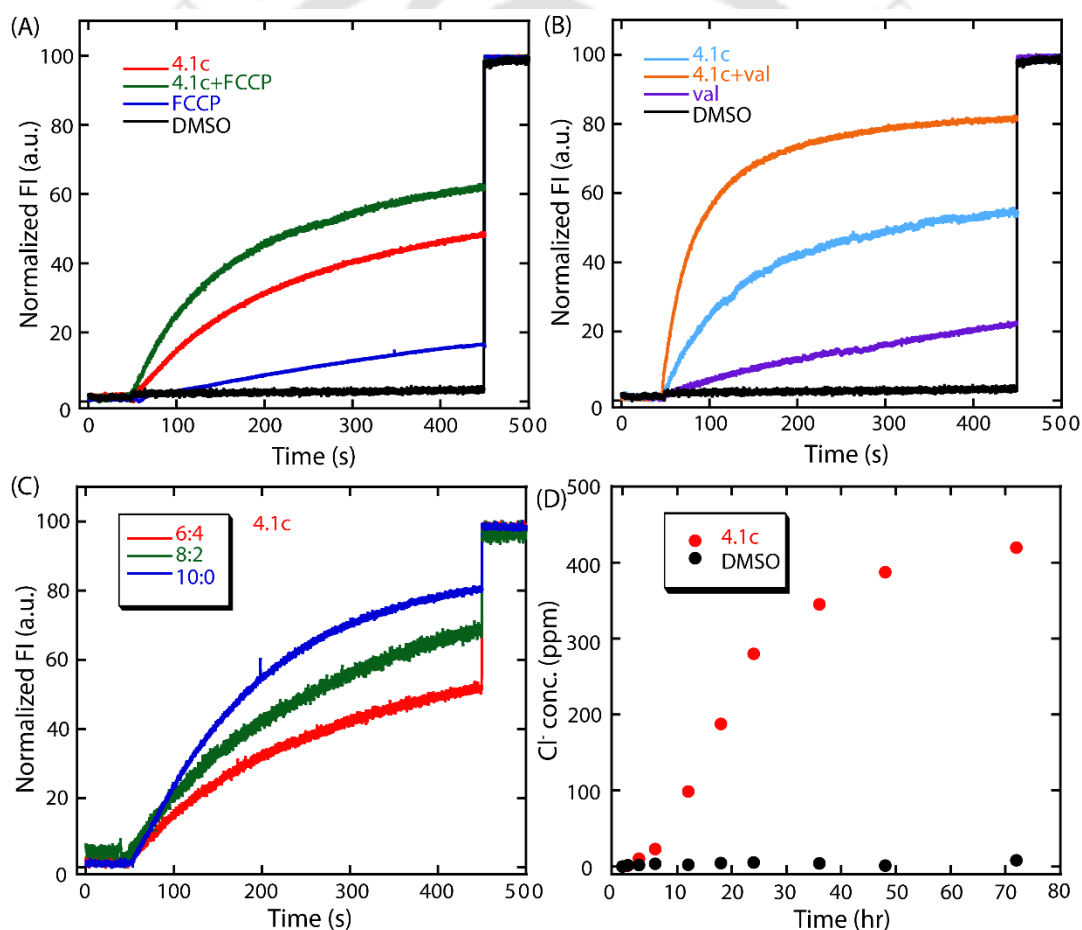 (A)
4.1c
4.1c+FCCP
FCCP
DMSO
Normalized FI (a.u.)
100
80
60
40
20
0
0 100 200 300 400 500
Time (s)
(B)
4.1c
4.1c+val
val
DMSO
Normalized FI (a.u.)
100
80
60
40
20
0
0 100 200 300 400 500
Time (s)
(C)
6:4
8:2
10:0
4.1c
Normalized FI (a.u.)
100
80
60
40
20
0
0 100 200 300 400 500
Time (s)
(D)
4.1c
DMSO
Cl⁻ conc. (ppm)
500
400
300
200
100
0
0 10 20 30 40 50 60 70 80
Time (hr)